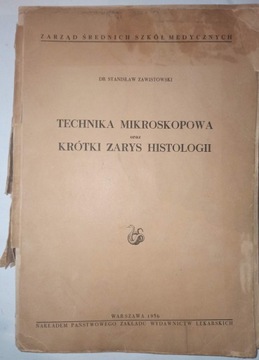 ZARZĄD ŚREDNICH SZKÓŁ MEDYCZNYCH
DR STANISŁAW ZAWISTOWSKI
TECHNIKA MIKROSKOPOWA
oraz
KRÓTKI ZARYS HISTOLOGII
WARSZAWA 1956
NAKŁADEM PAŃSTWOWEGO ZAKŁADU WYDAWNICTW LEKARSKICH